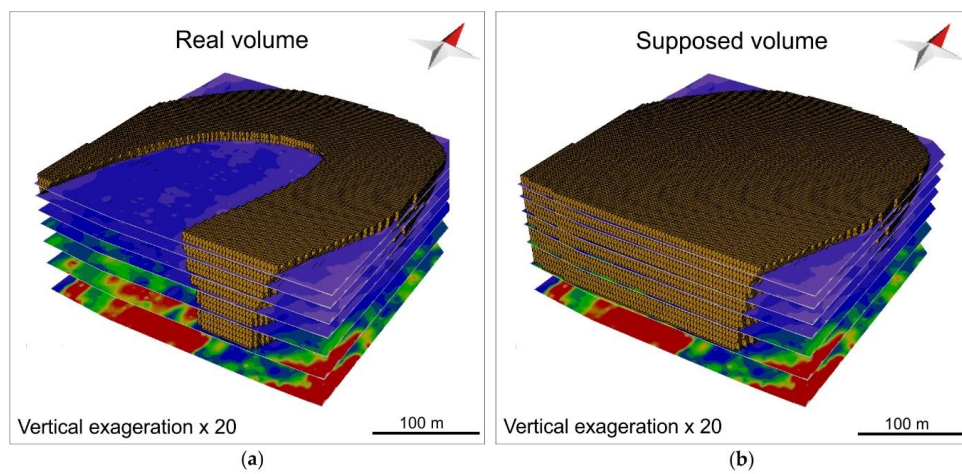 Real volume
Vertical exageration x 20
100 m
(a)
Supposed volume
Vertical exageration x 20
100 m
(b)